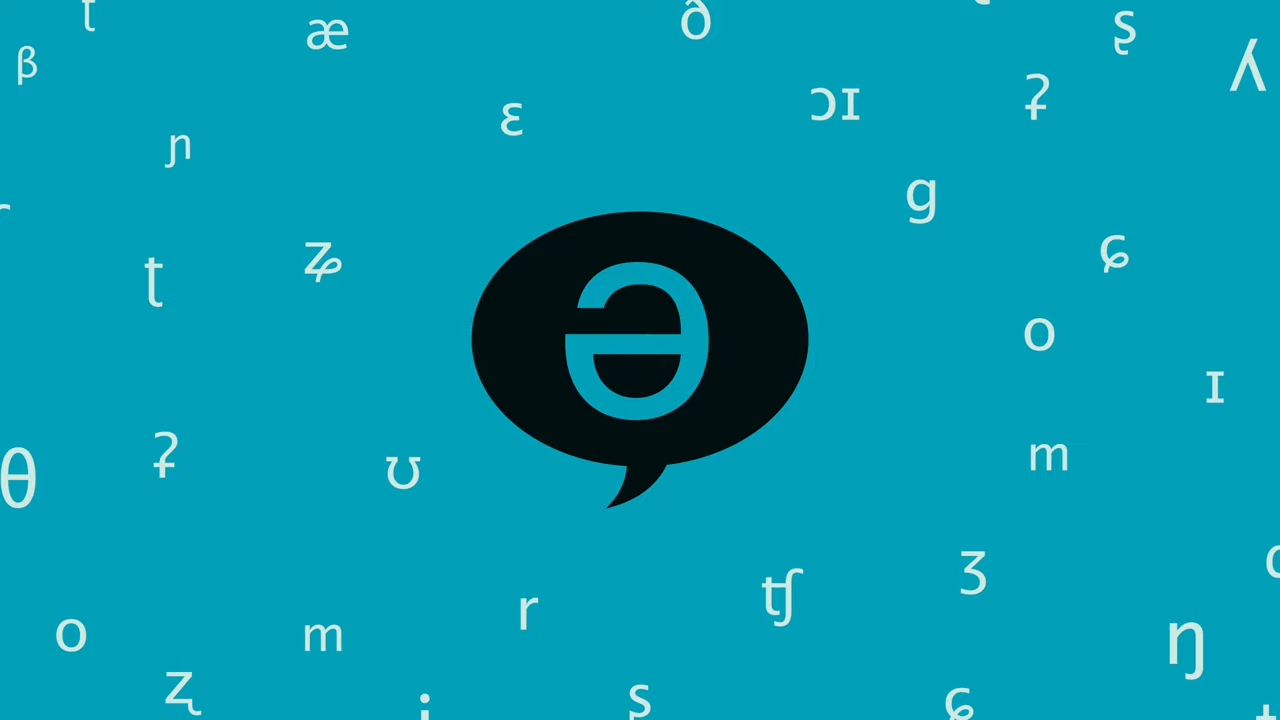 æ
ð
ʂ
β
ʎ
ɛ
ɔɪ
ʡ
ɲ
g
ʈ
ʑ
ɕ
ə
o
ɪ
θ
ʡ
ʊ
m
ʒ
ʧ
r
o
m
ŋ
ʐ
ʂ
ɕ